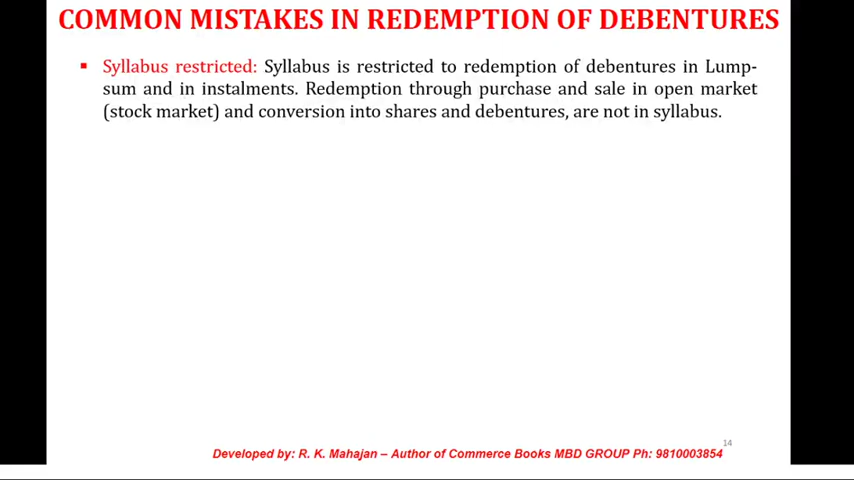 COMMON MISTAKES IN REDEMPTION OF DEBENTURES
▪ Syllabus restricted: Syllabus is restricted to redemption of debentures in Lump-
sum and in instalments. Redemption through purchase and sale in open market
(stock market) and conversion into shares and debentures, are not in syllabus.
14
Developed by: R. K. Mahajan – Author of Commerce Books MBD GROUP Ph: 9810003854